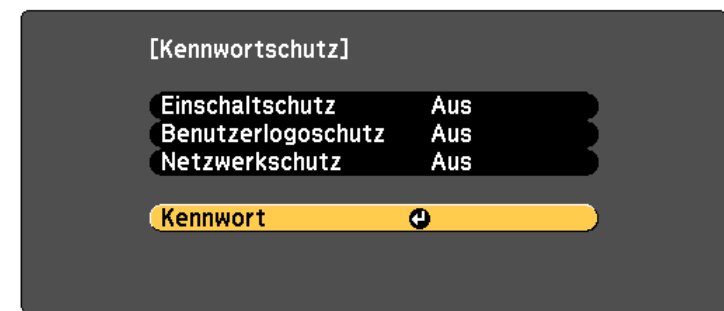 [Kennwortschutz]
Einschaltschutz Aus
Benutzerlogoschutz Aus
Netzwerkschutz Aus
Kennwort